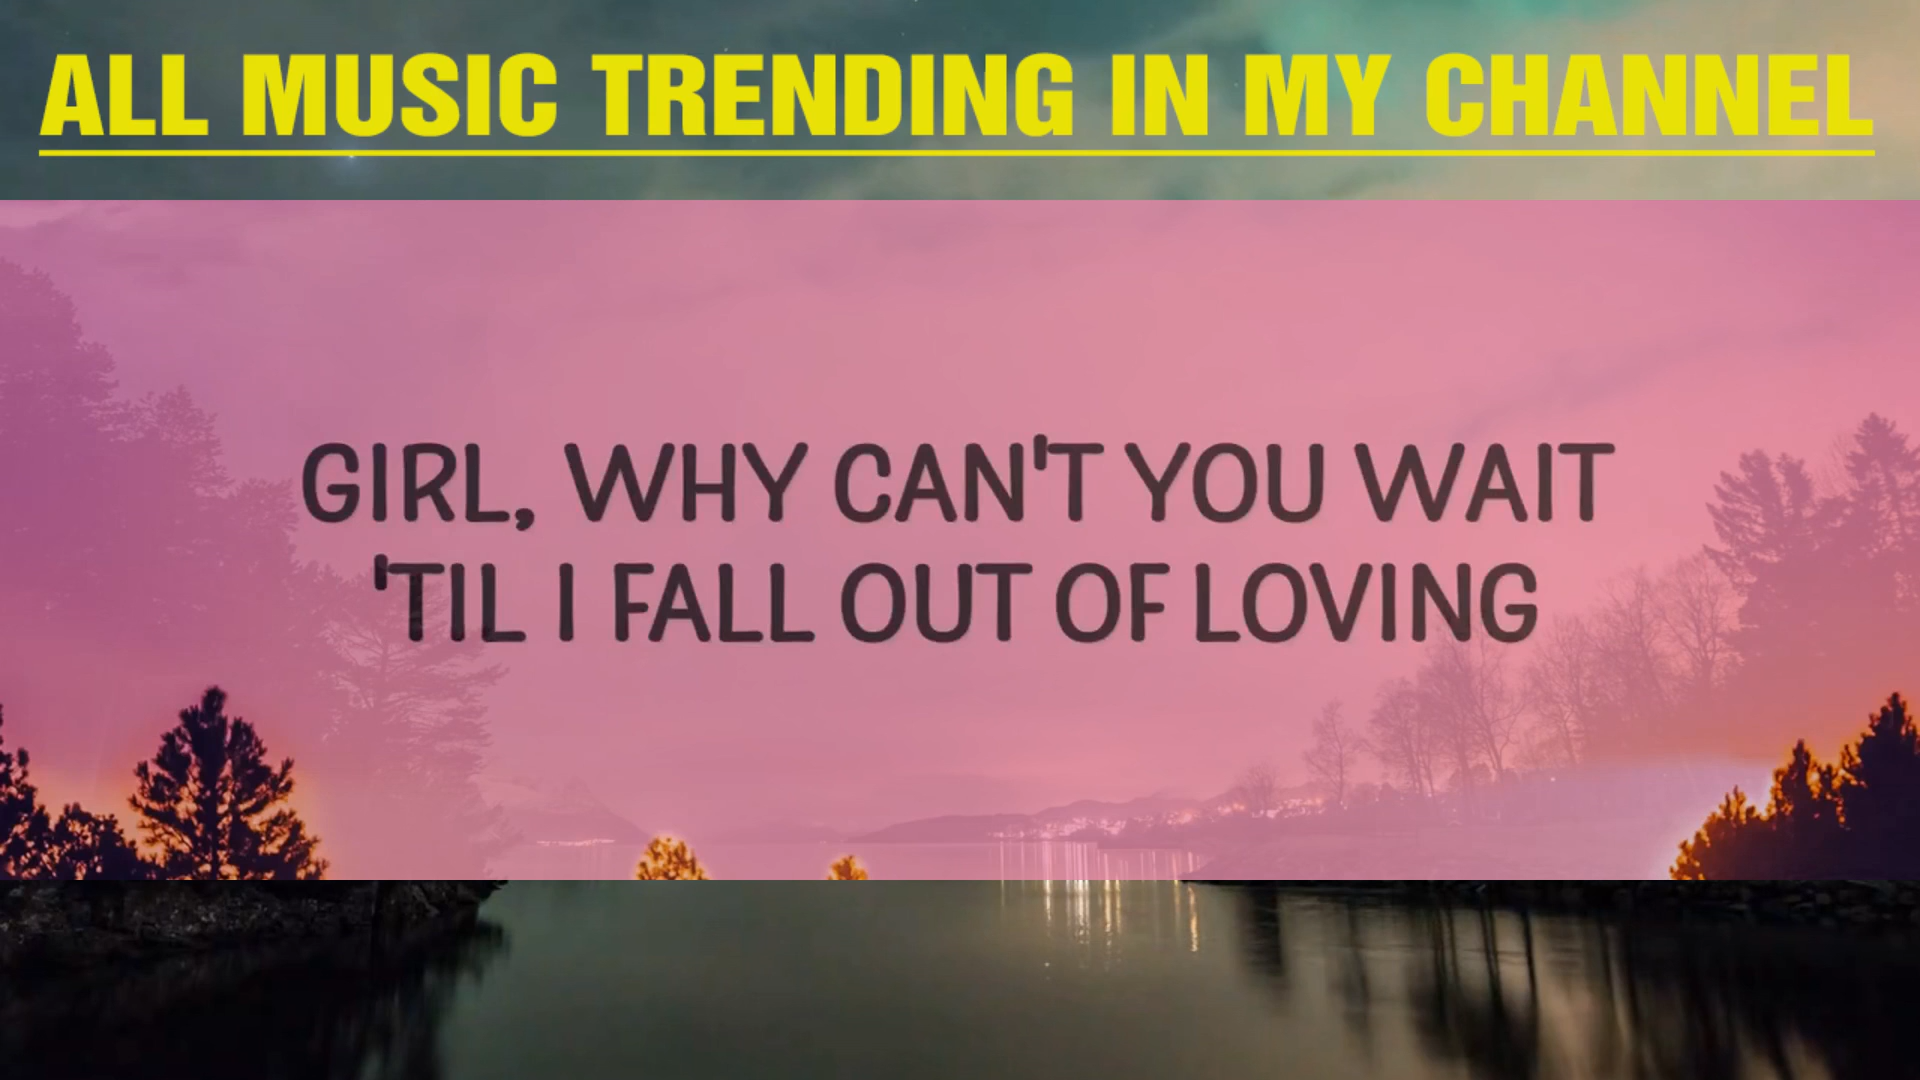 ALL MUSIC TRENDING IN MY CHANNEL
GIRL, WHY CAN'T YOU WAIT
'TIL I FALL OUT OF LOVING